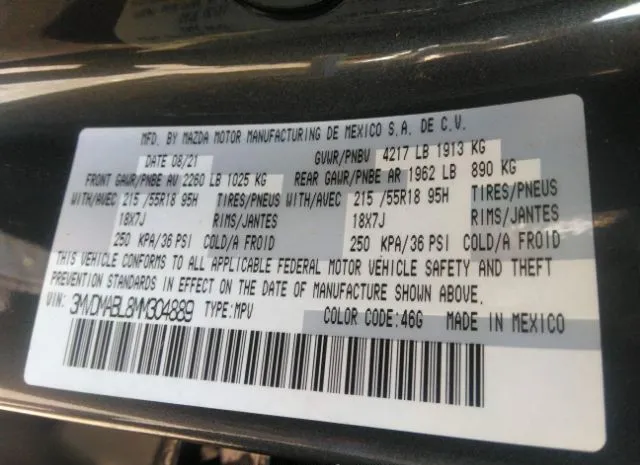 MFD. BY MAZDA MOTOR MANUFACTURING DE MEXICO S.A. DE C.V.
DATE 08/21 GVWR/PNBV 4217 LB 1913 KG
FRONT GAWR/PNBE AV 2260 LB 1025 KG REAR GAWR/PNBE AR 1962 LB 890 KG
WITH/AVEC 215 /55R18 95H TIRES/PNEUS WITH/AVEC 215 /55R18 95H TIRES/PNEUS
18X7J RIMS/JANTES 18X7J RIMS/JANTES
250 KPA/36 PSI COLD/A FROID 250 KPA/36 PSI COLD/A FROID
THIS VEHICLE CONFORMS TO ALL APPLICABLE FEDERAL MOTOR VEHICLE SAFETY AND THEFT
PREVENTION STANDARDS IN EFFECT ON THE DATE OF MANUFACTURE SHOWN ABOVE.
VIN: 3MVDMABL8MM304889 TYPE:MPV COLOR CODE:46G MADE IN MEXICO